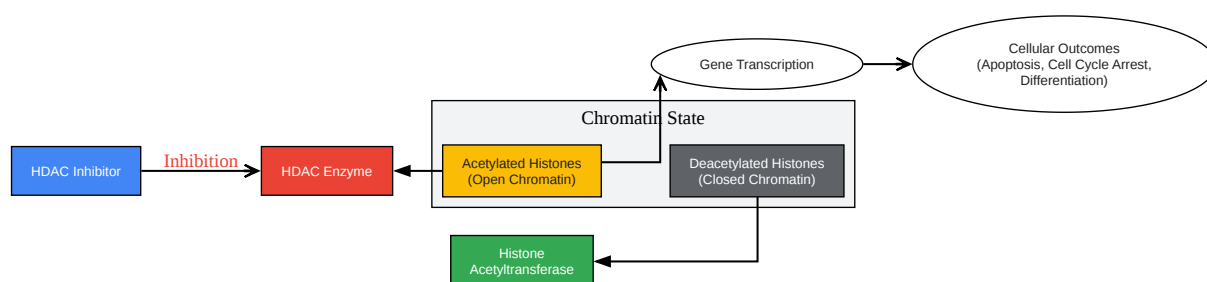 Gene Transcription
Cellular Outcomes
(Apoptosis, Cell Cycle Arrest,
Differentiation)
Chromatin State
HDAC Inhibitor
Inhibition
HDAC Enzyme
Acetylated Histones
(Open Chromatin)
Deacetylated Histones
(Closed Chromatin)
Histone
Acetyltransferase